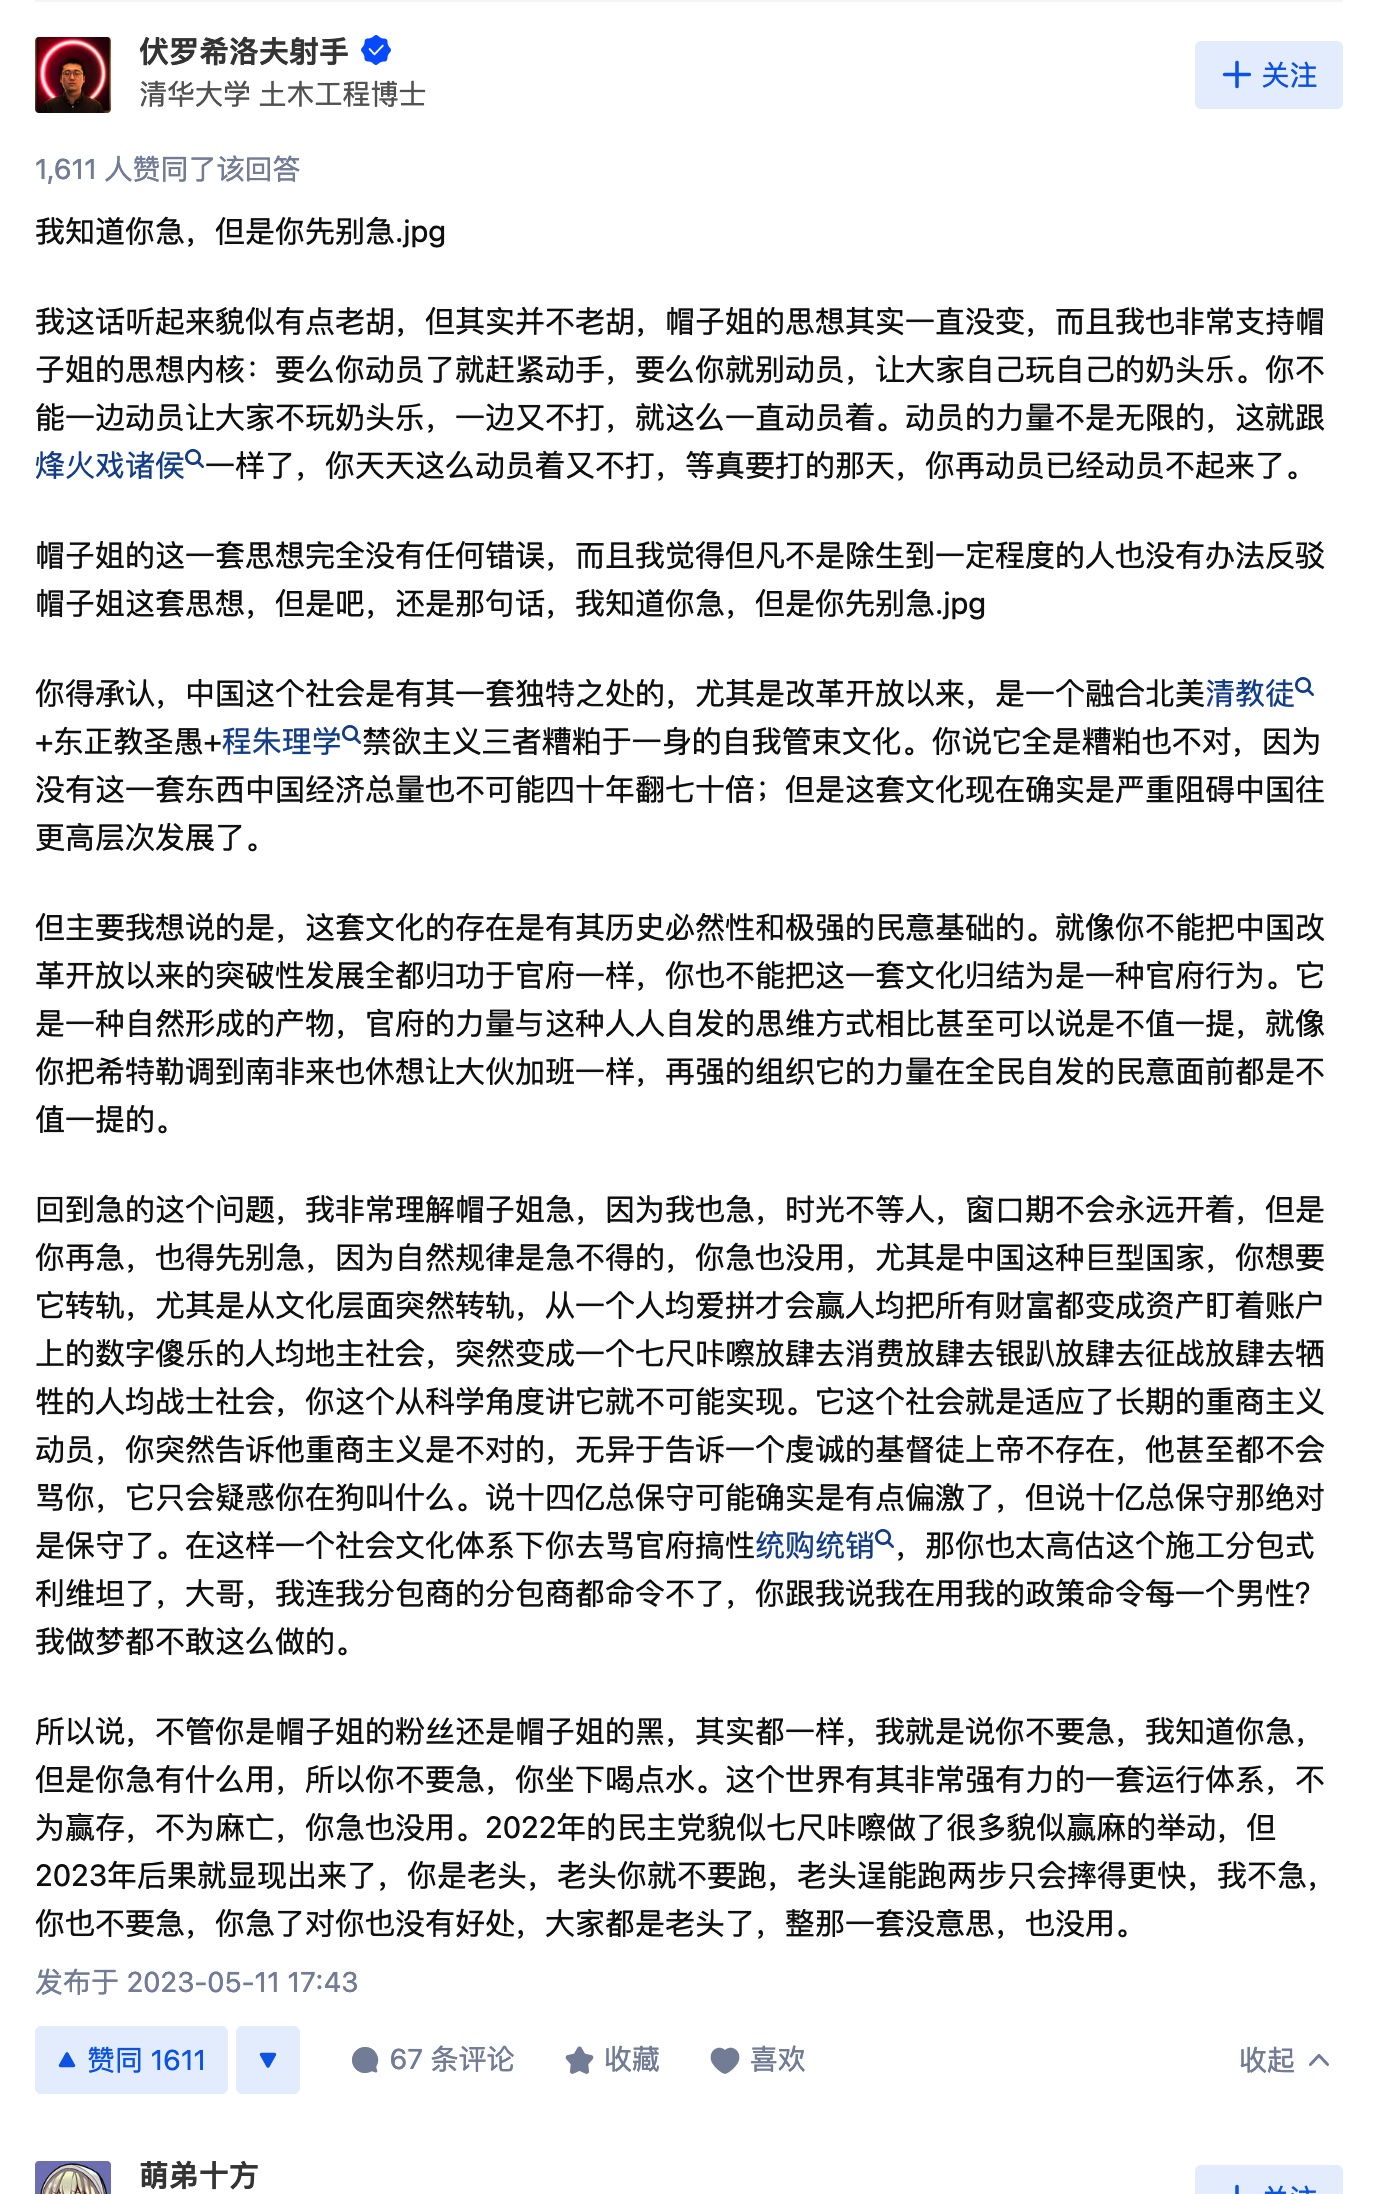 伏罗希洛夫射手
清华大学 土木工程博士
关注
1,611 人赞同了该回答
我知道你急，但是你先别急.jpg
我这话听起来貌似有点老胡，但其实并不老胡，帽子姐的思想其实一直没变，而且我也非常支持帽
子姐的思想内核：要么你动员了就赶紧动手，要么你就别动员，让大家自己玩自己的奶头乐。你不
能一边动员让大家不玩奶头乐，一边又不打，就这么一直动员着。动员的力量不是无限的，这就跟
烽火戏诸侯一样了，你天天这么动员着又不打，等真要打的那天，你再动员已经动员不起来了。
帽子姐的这一套思想完全没有任何错误，而且我觉得但凡不是除生到一定程度的人也没有办法反驳
帽子姐这套思想，但是吧，还是那句话，我知道你急，但是你先别急.jpg
你得承认，中国这个社会是有其一套独特之处的，尤其是改革开放以来，是一个融合北美清教徒
+东正教圣愚+程朱理学禁欲主义三者糟粕于一身的自我管束文化。你说它全是糟粕也不对，因为
没有这一套东西中国经济总量也不可能四十年翻七十倍；但是这套文化现在确实是严重阻碍中国往
更高层次发展了。
但主要我想说的是，这套文化的存在是有其历史必然性和极强的民意基础的。就像你不能把中国改
革开放以来的突破性发展全都归功于官府一样，你也不能把这一套文化归结为是一种官府行为。它
是一种自然形成的产物，官府的力量与这种人人自发的思维方式相比甚至可以说是不值一提，就像
你把希特勒调到南非来也休想让大伙加班一样，再强的组织它的力量在全民自发的民意面前都是不
值一提的。
回到急的这个问题，我非常理解帽子姐急，因为我也急，时光不等人，窗口期不会永远开着，但是
你再急，也得先别急，因为自然规律是急不得的，你急也没用，尤其是中国这种巨型国家，你想要
它转轨，尤其是从文化层面突然转轨，从一个人均爱拼才会赢人均把所有财富都变成资产盯着账户
上的数字傻乐的人均地主社会，突然变成一个七尺咔嚓放肆去消费放肆去银趴放肆去征战放肆去牺
牲的人均战士社会，你这个从科学角度讲它就不可能实现。它这个社会就是适应了长期的重商主义
动员，你突然告诉他重商主义是不对的，无异于告诉一个虔诚的基督徒上帝不存在，他甚至都不会
骂你，它只会疑惑你在狗叫什么。说十四亿总保守可能确实是有点偏激了，但说十亿总保守那绝对
是保守了。在这样一个社会文化体系下你去骂官府搞性统购统销，那你也太高估这个施工分包式
利维坦了，大哥，我连我分包商的分包商都命令不了，你跟我说我在用我的政策命令每一个男性？
我做梦都不敢这么做的。
所以说，不管你是帽子姐的粉丝还是帽子姐的黑，其实都一样，我就是说你不要急，我知道你急，
但是你急有什么用，所以你不要急，你坐下喝点水。这个世界有其非常强有力的一套运行体系，不
为赢存，不为麻亡，你急也没用。2022年的民主党貌似七尺咔嚓做了很多貌似赢麻的举动，但
2023年后果就显现出来了，你是老头，老头你就不要跑，老头逞能跑两步只会摔得更快，我不急，
你也不要急，你急了对你也没有好处，大家都是老头了，整那一套没意思，也没用。
发布于 2023-05-11 17:43
赞同 1611
67 条评论
收藏
喜欢
收起
萌弟十方
关注